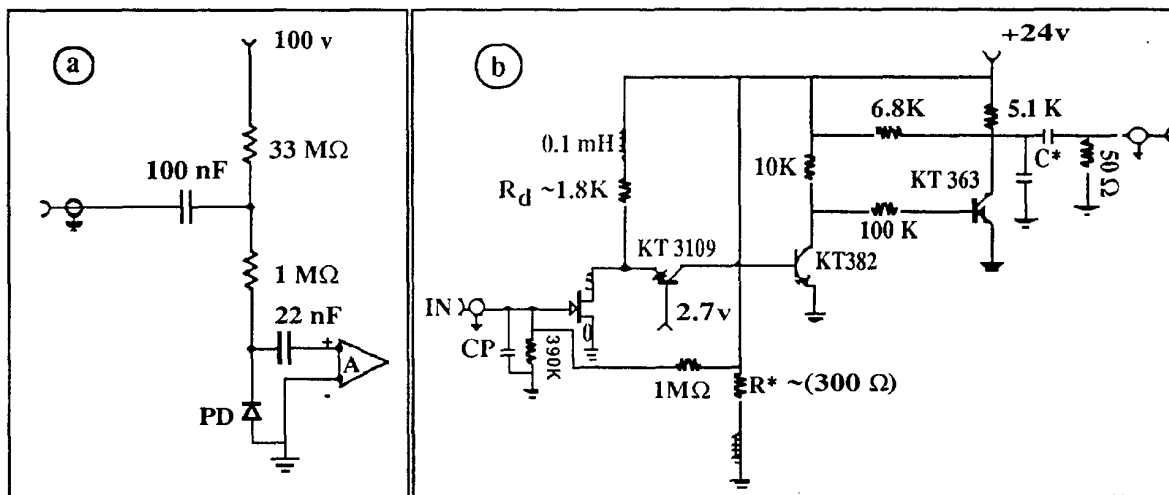 a
100 v
33 MΩ
100 nF
1 MΩ
22 nF
+
A
-
PD
b
+24v
6.8K
5.1 K
0.1 mH
10K
C*
R_d ~1.8K
KT 363
50 Ω
100 K
KT 3109
KT382
IN
2.7v
CP
390K
1MΩ
R* ~(300 Ω)